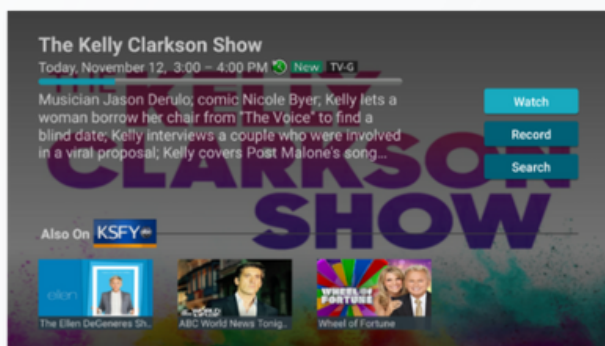 The Kelly Clarkson Show
Today, November 12, 3:00 – 4:00 PM New TV-G
Musician Jason Derulo; comic Nicole Byer; Kelly lets a
woman borrow her chair from "The Voice" to find a
blind date; Kelly interviews a couple who were involved
in a viral proposal; Kelly covers Post Malone's song...
Watch
Record
Search
THE KELLY
CLARKSON
SHOW
Also On KSFY
ellen
WHEEL OF
FORTUNE
The Ellen DeGeneres Sh..
ABC World News Tonig..
Wheel of Fortune